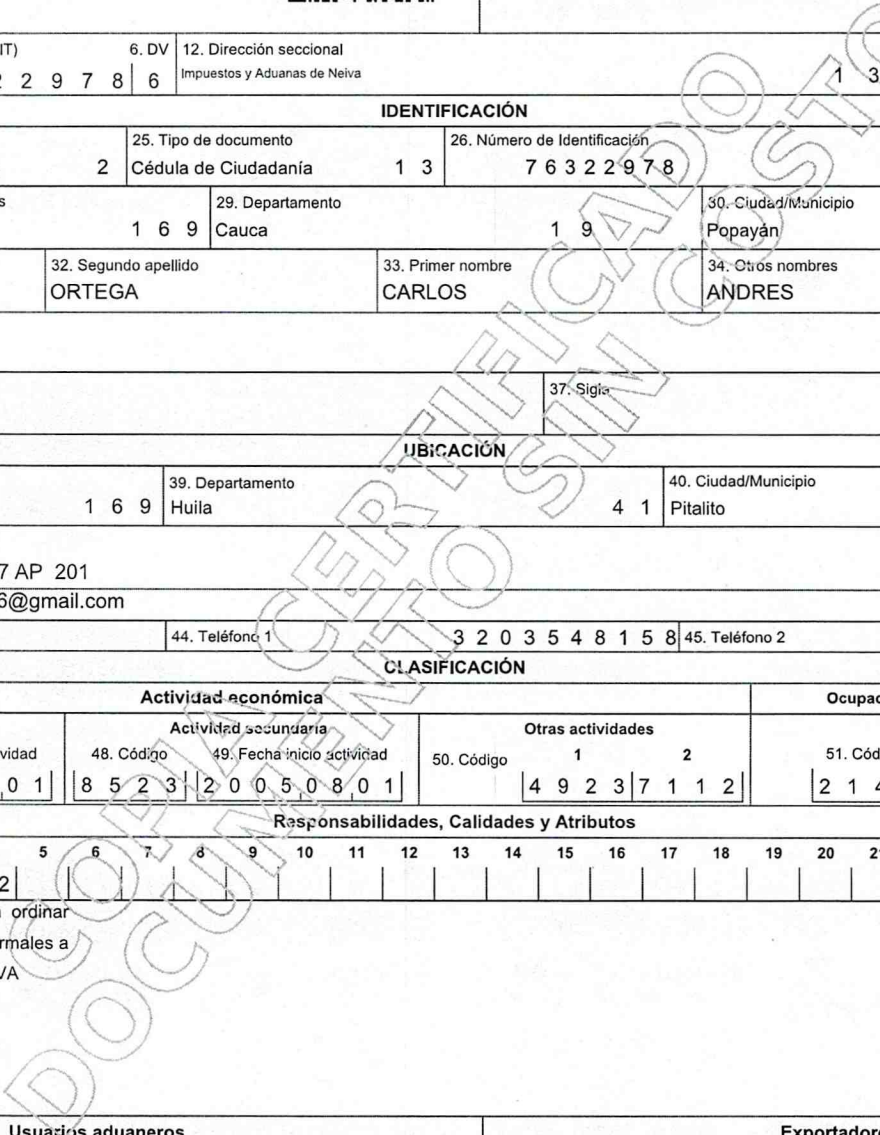 IT) 6. DV 12. Dirección seccional
2 2 9 7 8 6 Impuestos y Aduanas de Neiva 1 3
IDENTIFICACIÓN
25. Tipo de documento 26. Número de Identificación
2 Cédula de Ciudadanía 1 3 7 6 3 2 2 9 7 8
s 29. Departamento 30. Ciudad/Municipio
1 6 9 Cauca 1 9 Popayán
32. Segundo apellido 33. Primer nombre 34. Otros nombres
ORTEGA CARLOS ANDRES
37. Sigla
UBICACIÓN
39. Departamento 40. Ciudad/Municipio
1 6 9 Huila 4 1 Pitalito
7 AP 201
6@gmail.com
44. Teléfono 1 3 2 0 3 5 4 8 1 5 8 45. Teléfono 2
CLASIFICACIÓN
Actividad económica Ocupac
Actividad secundaria Otras actividades
vidad 48. Código 49. Fecha inicio actividad 50. Código 1 2 51. Cód
0 1 8 5 2 3 2 0 0 5 0 8 0 1 4 9 2 3 7 1 1 2 2 1 4
Responsabilidades, Calidades y Atributos
5 6 7 8 9 10 11 12 13 14 15 16 17 18 19 20 2
2
ordinar
rmales a
VA
Usuarios aduaneros Exportadore
COPIA CERTIFICADO
DOCUMENTO SIN COSTO